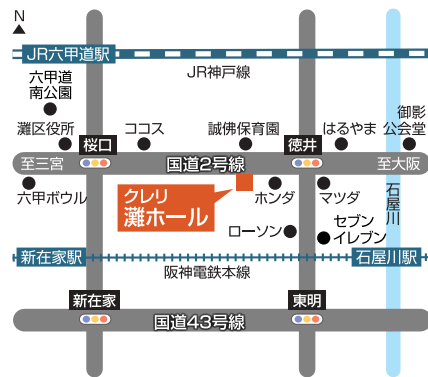 N
JR六甲道駅
JR神戸線
六甲道
南公園
灘区役所
桜口
ココス
誠佛保育園
徳井
はるやま
御影
公会堂
至三宮
国道2号線
至大阪
六甲ボウル
クレリ
灘ホール
ホンダ
マツダ
石屋川
ローソン
セブン
イレブン
新在家駅
阪神電鉄本線
石屋川駅
新在家
東明
国道43号線